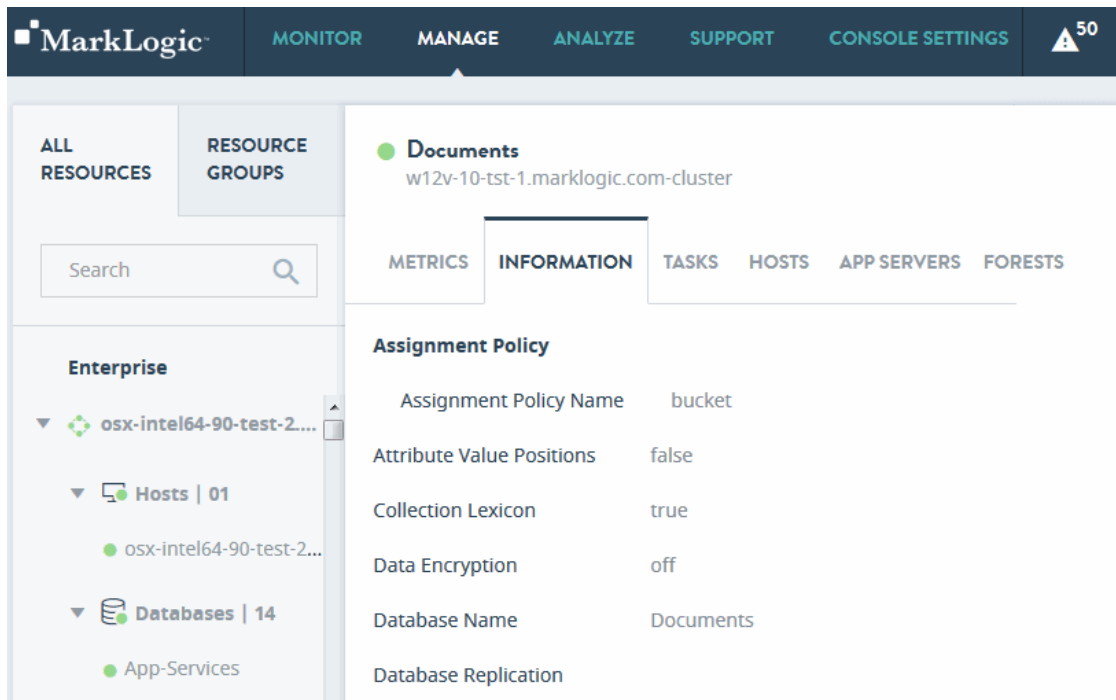 MarkLogic™
MONITOR MANAGE ANALYZE SUPPORT CONSOLE SETTINGS 50
ALL
RESOURCES
RESOURCE
GROUPS
Search
Enterprise
osx-intel64-90-test-2....
Hosts | 01
osx-intel64-90-test-2...
Databases | 14
App-Services
Documents
w12v-10-tst-1.marklogic.com-cluster
METRICS INFORMATION TASKS HOSTS APP SERVERS FORESTS
Assignment Policy
Assignment Policy Name bucket
Attribute Value Positions false
Collection Lexicon true
Data Encryption off
Database Name Documents
Database Replication